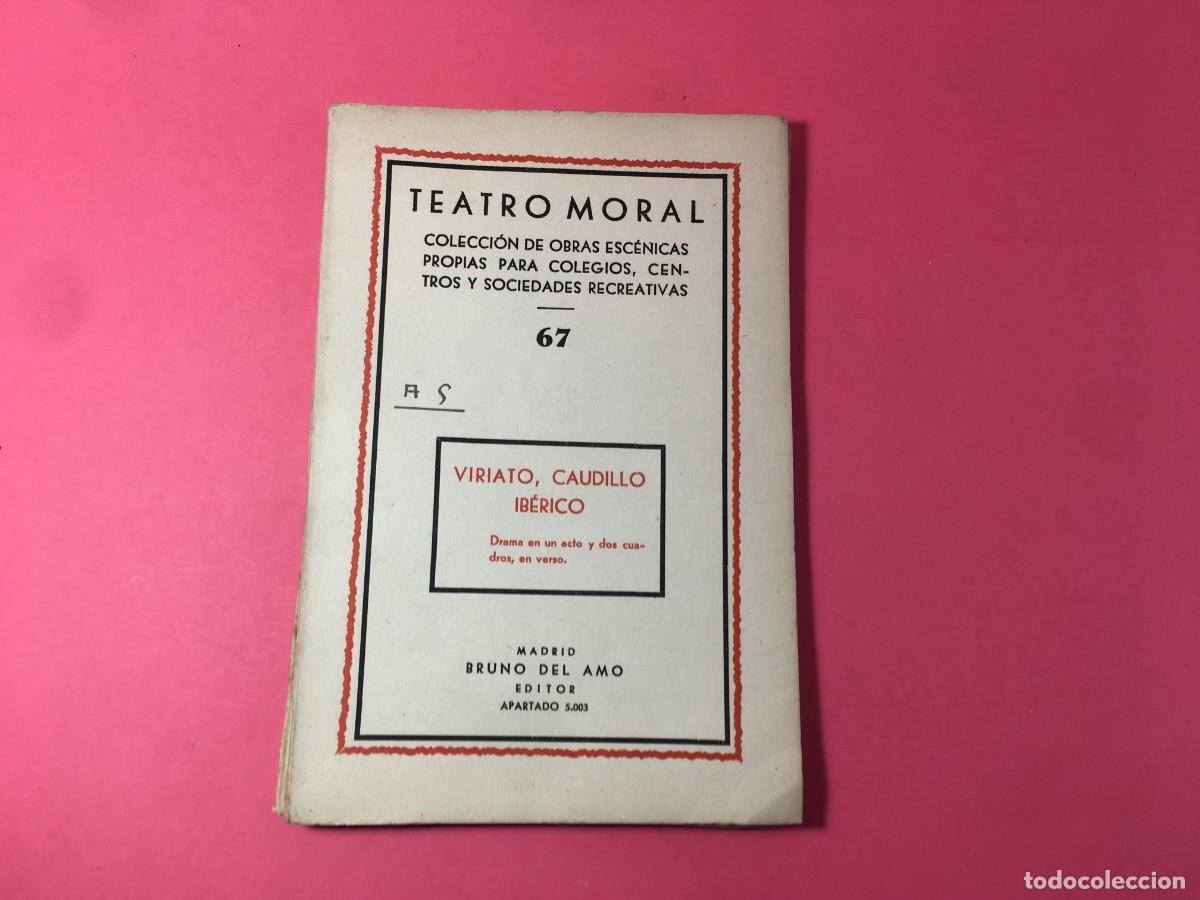 TEATRO MORAL
COLECCIÓN DE OBRAS ESCÉNICAS
PROPIAS PARA COLEGIOS, CEN-
TROS Y SOCIEDADES RECREATIVAS
67
A S
VIRIATO, CAUDILLO
IBÉRICO
Drama en un acto y dos cua-
dros, en verso.
MADRID
BRUNO DEL AMO
EDITOR
APARTADO 5.003
todocoleccion